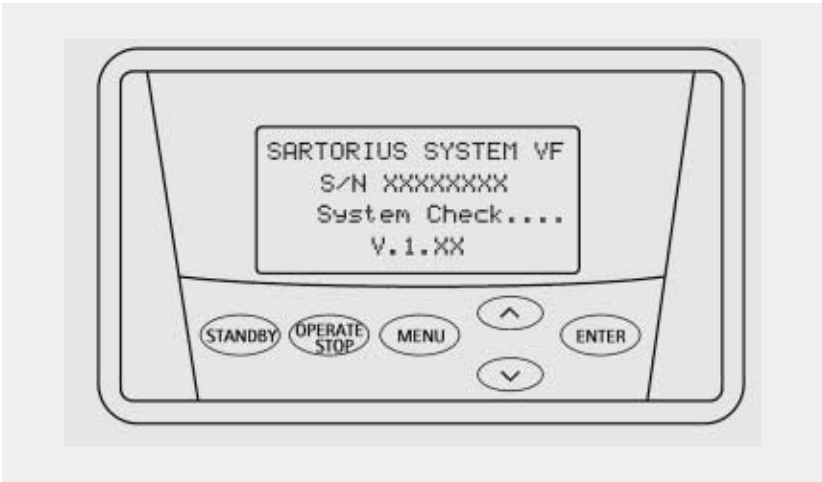 SARTORIUS SYSTEM VF
S/N XXXXXXXX
System Check....
V.1.XX
STANDBY
OPERATE
STOP
MENU
ENTER